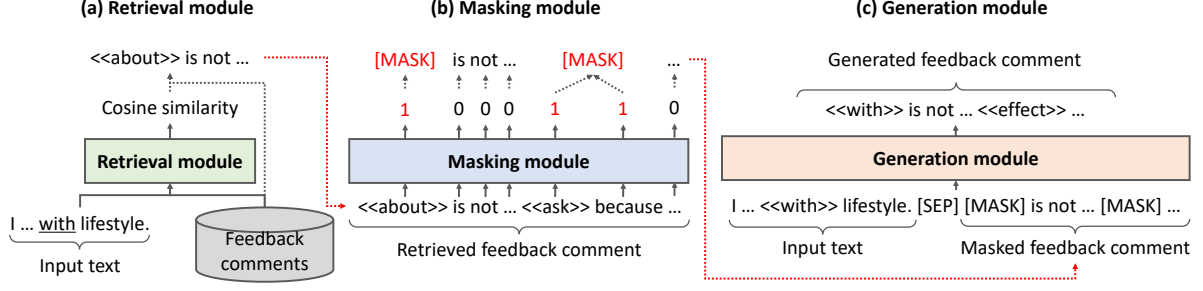 (a) Retrieval module
<<about>> is not ...
Cosine similarity
Retrieval module
I ... with lifestyle.
Input text
Feedback
comments
(b) Masking module
[MASK] is not ... [MASK] ...
1 0 0 0 1 1 0
Masking module
<<about>> is not ... <<ask>> because ...
Retrieved feedback comment
(c) Generation module
Generated feedback comment
<<with>> is not ... <<effect>> ...
Generation module
I ... <<with>> lifestyle. [SEP] [MASK] is not ... [MASK] ...
Input text
Masked feedback comment